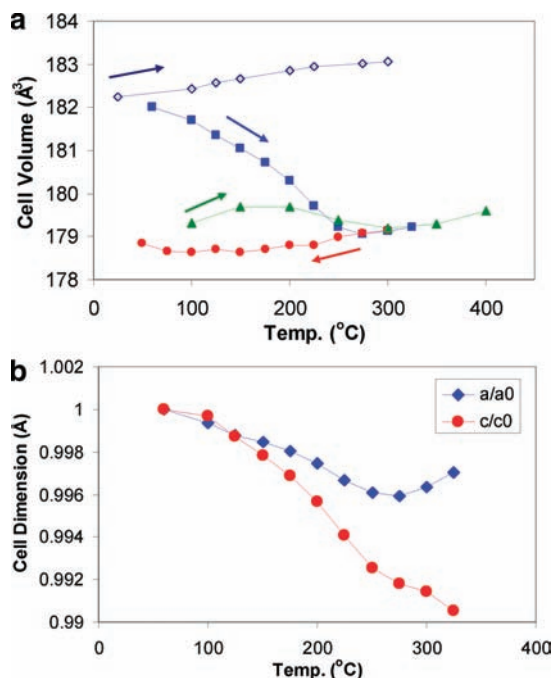 a
184
183
182
181
180
179
178
Cell Volume (Å³)
0 100 200 300 400
Temp. (°C)
b
1.002
1
0.998
0.996
0.994
0.992
0.99
Cell Dimension (Å)
a/a0
c/c0
0 100 200 300 400
Temp. (°C)